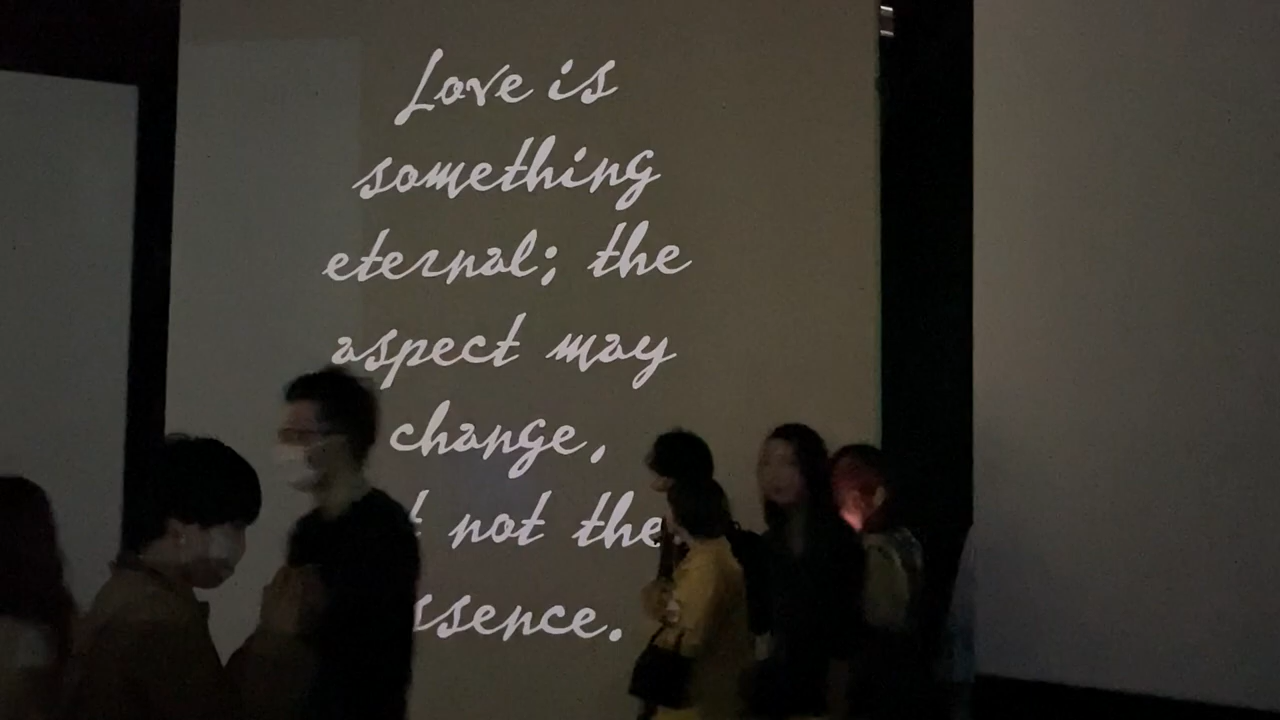 Love is
something
eternal; the
aspect may
change,
not the